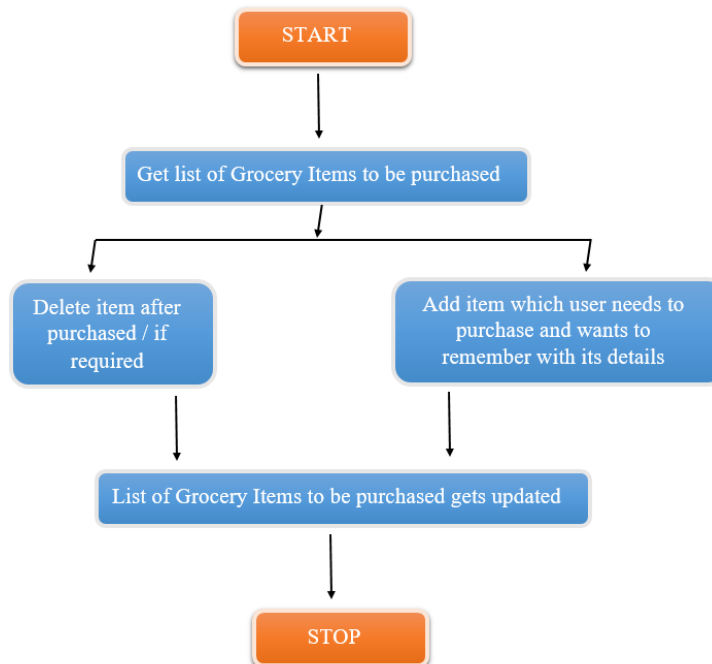 START
Get list of Grocery Items to be purchased
Delete item after
purchased / if
required
Add item which user needs to
purchase and wants to
remember with its details
List of Grocery Items to be purchased gets updated
STOP